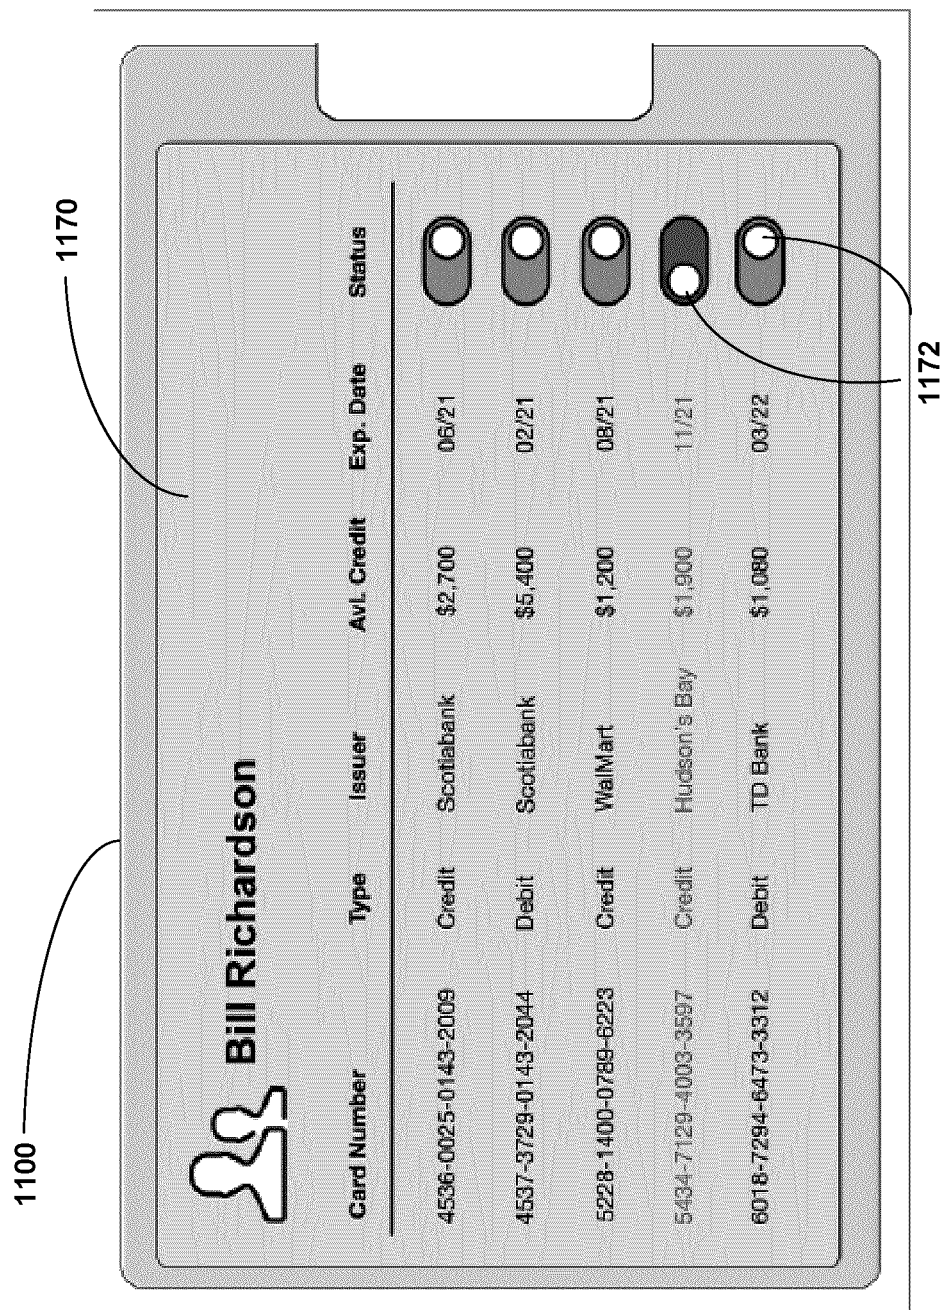 1100
1170
Bill Richardson
Card Number Type Issuer Avl. Credit Exp. Date Status
4536-0025-0143-2009 Credit Scotiabank $2,700 06/21
4537-3729-0143-2044 Debit Scotiabank $5,400 02/21
5228-1400-0789-6223 Credit WalMart $1,200 08/21
5434-7129-4003-3597 Credit Hudson's Bay $1,900 11/21
6018-7294-6473-3312 Debit TD Bank $1,080 03/22
1172